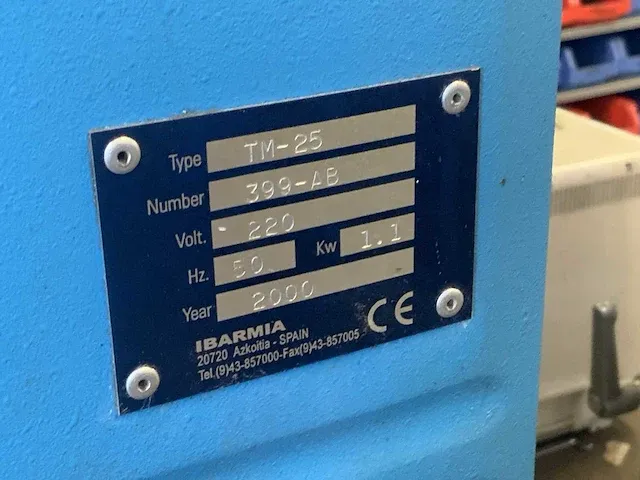 Type TM-25
Number 399-AB
Volt. 220
Hz. 50 Kw 1.1
Year 2000
IBARMIA CE
20720 Azkoitia - SPAIN
Tel.(9)43-857000-Fax(9)43-857005